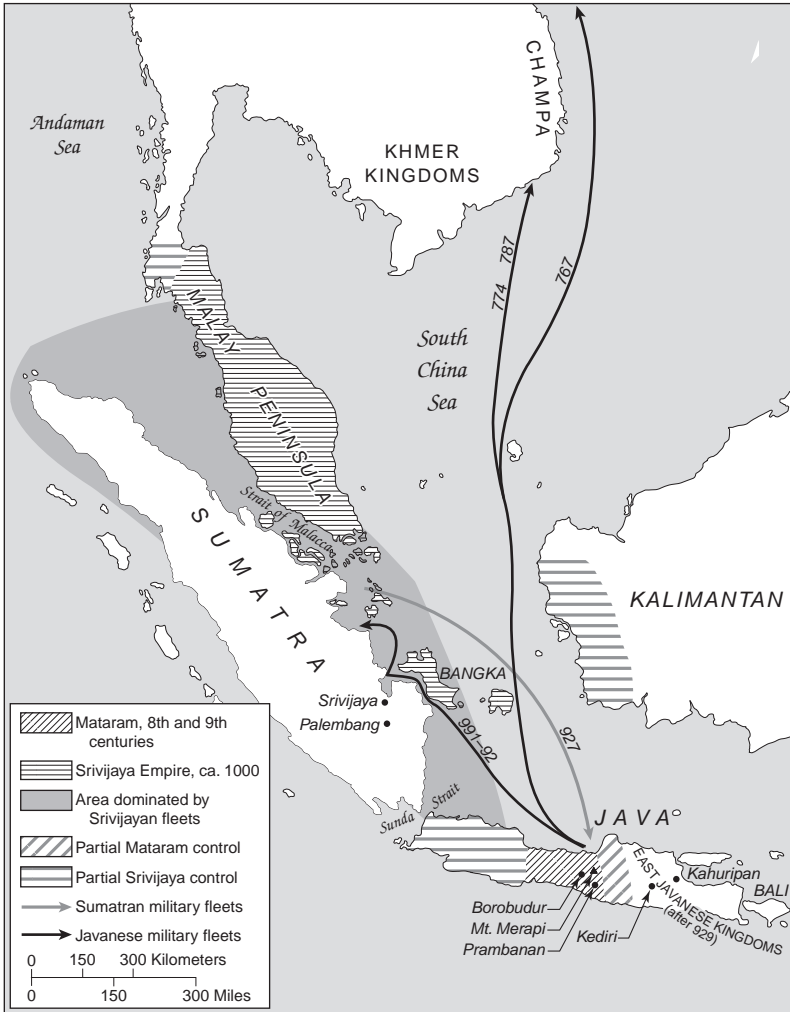 Andaman
Sea
CHAMPA
KHMER
KINGDOMS
774 787
767
MALAY
PENINSULA
South
China
Sea
Strait of Malacca
SUMATRA
KALIMANTAN
BANGKA
Srivijaya
Palembang
991–92
927
Sunda Strait
JAVA
Borobudur
Mt. Merapi
Prambanan
Kediri
Kahuripan
EAST JAVANESE KINGDOMS
(after 929)
BALI
Mataram, 8th and 9th
centuries
Srivijaya Empire, ca. 1000
Area dominated by
Srivijayan fleets
Partial Mataram control
Partial Srivijaya control
Sumatran military fleets
Javanese military fleets
0 150 300 Kilometers
0 150 300 Miles